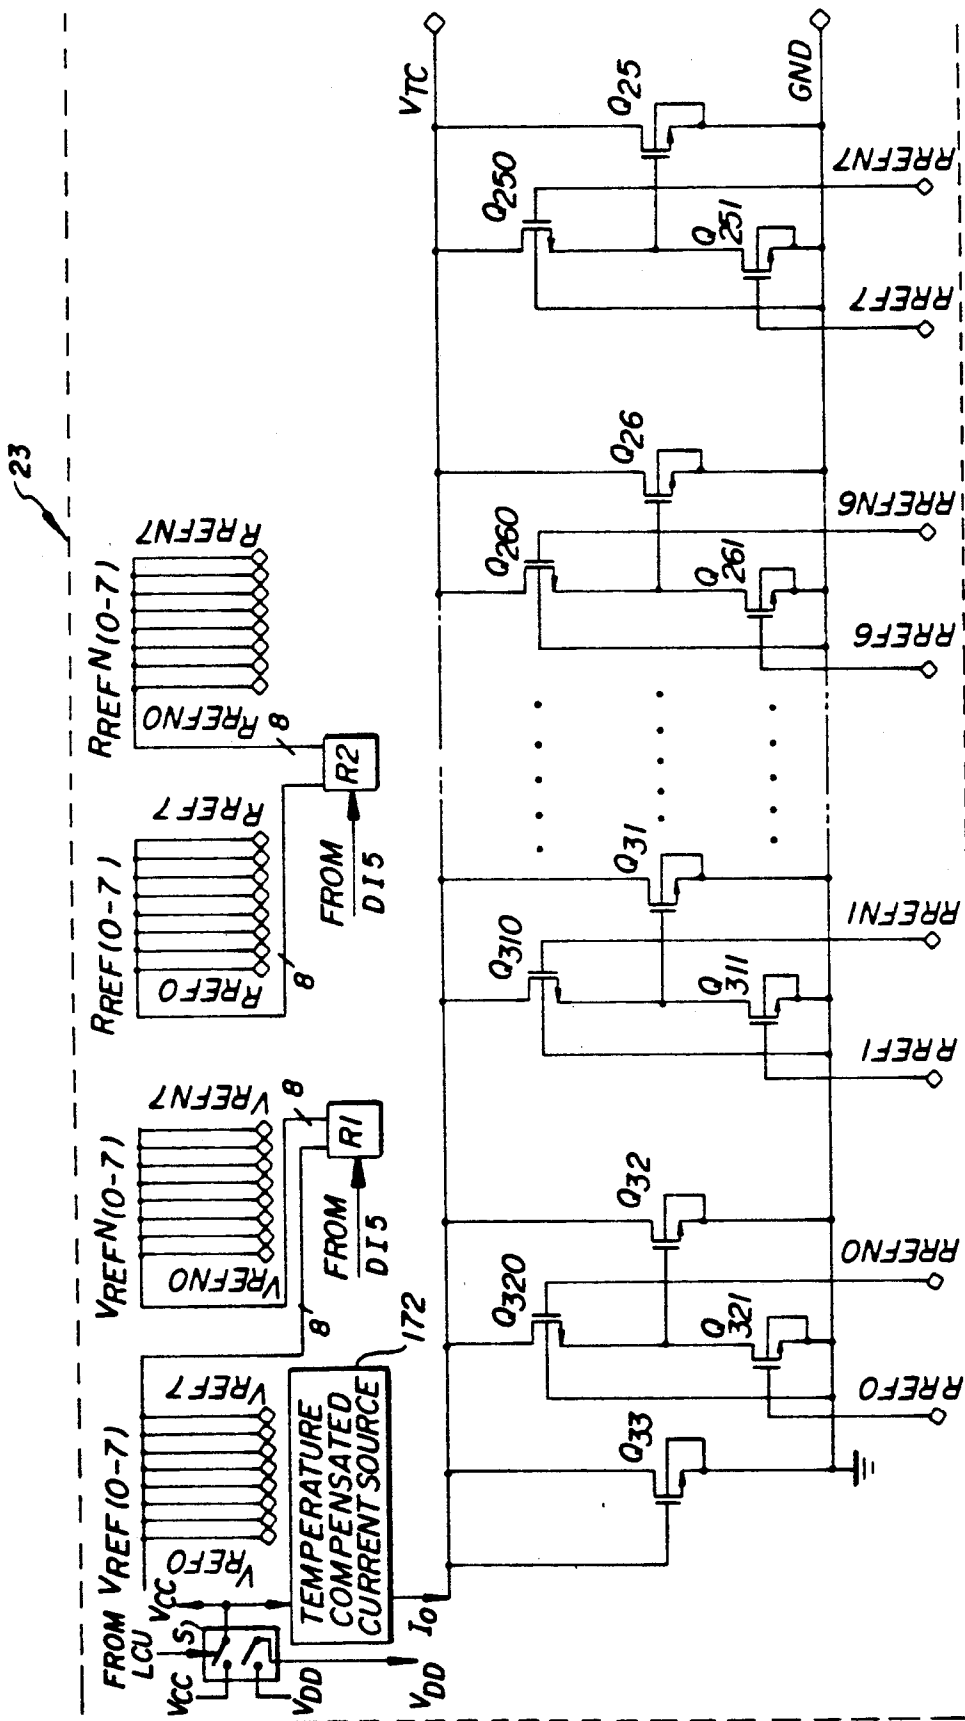 23
FROM LCU
VCC
S1
VCC
VDD
VDD
VREF(0-7)
VREF0
VREF7
8
VREFN(0-7)
VREFN0
VREFN7
8
R1
FROM
DI5
RREF(0-7)
RREF0
RREF7
8
RREFN(0-7)
RREFN0
RREFN7
8
R2
FROM
DI5
TEMPERATURE
COMPENSATED
CURRENT SOURCE
172
I0
VTC
Q33
Q320
Q32
Q321
RREF0
RREFN0
Q310
Q31
Q311
RREF1
RREFN1
Q260
Q26
Q261
RREF6
RREFN6
Q250
Q25
Q251
RREF7
RREFN7
GND